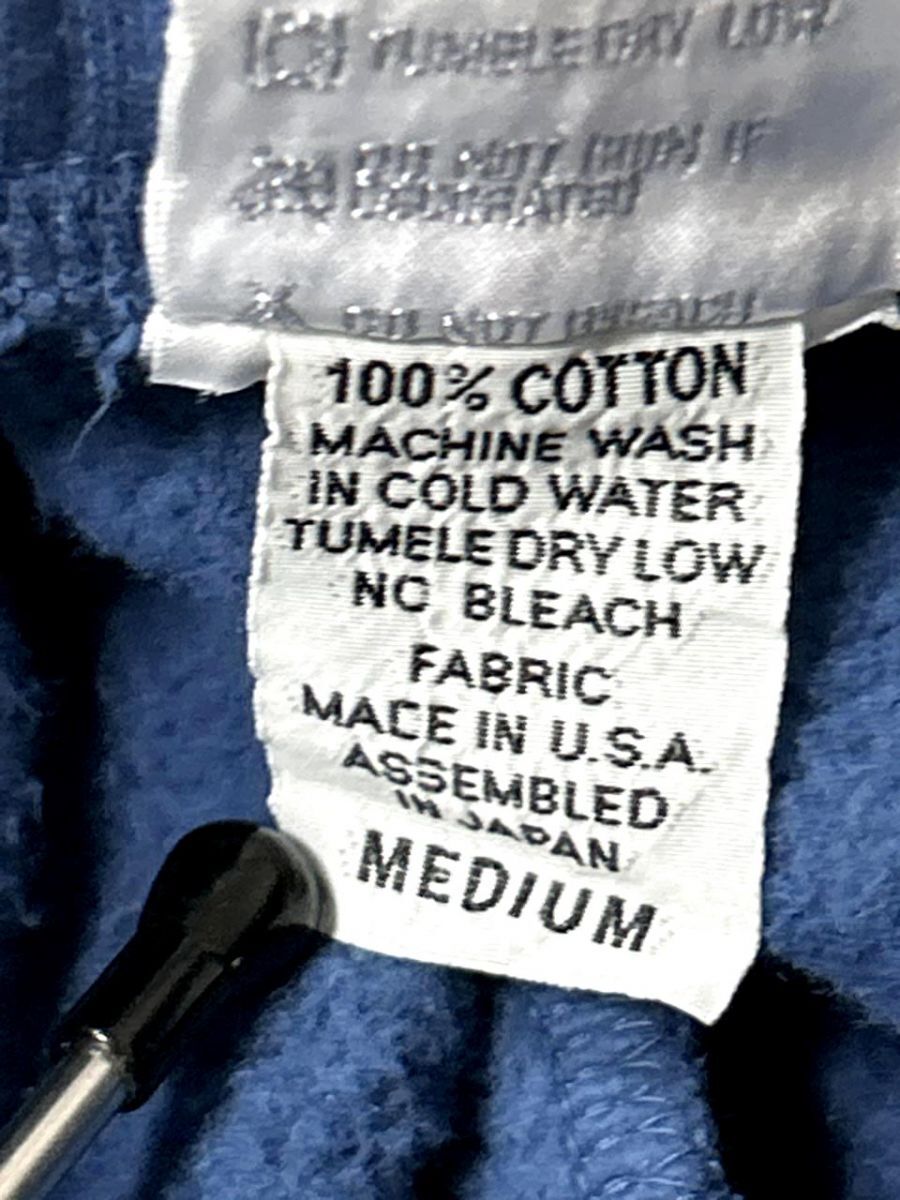 TUMBLE DRY LOW
DO NOT IRON IF
DECORATED
DO NOT BLEACH
100% COTTON
MACHINE WASH
IN COLD WATER
TUMELE DRY LOW
NO BLEACH
FABRIC
MADE IN U.S.A.
ASSEMBLED
IN JAPAN
MEDIUM